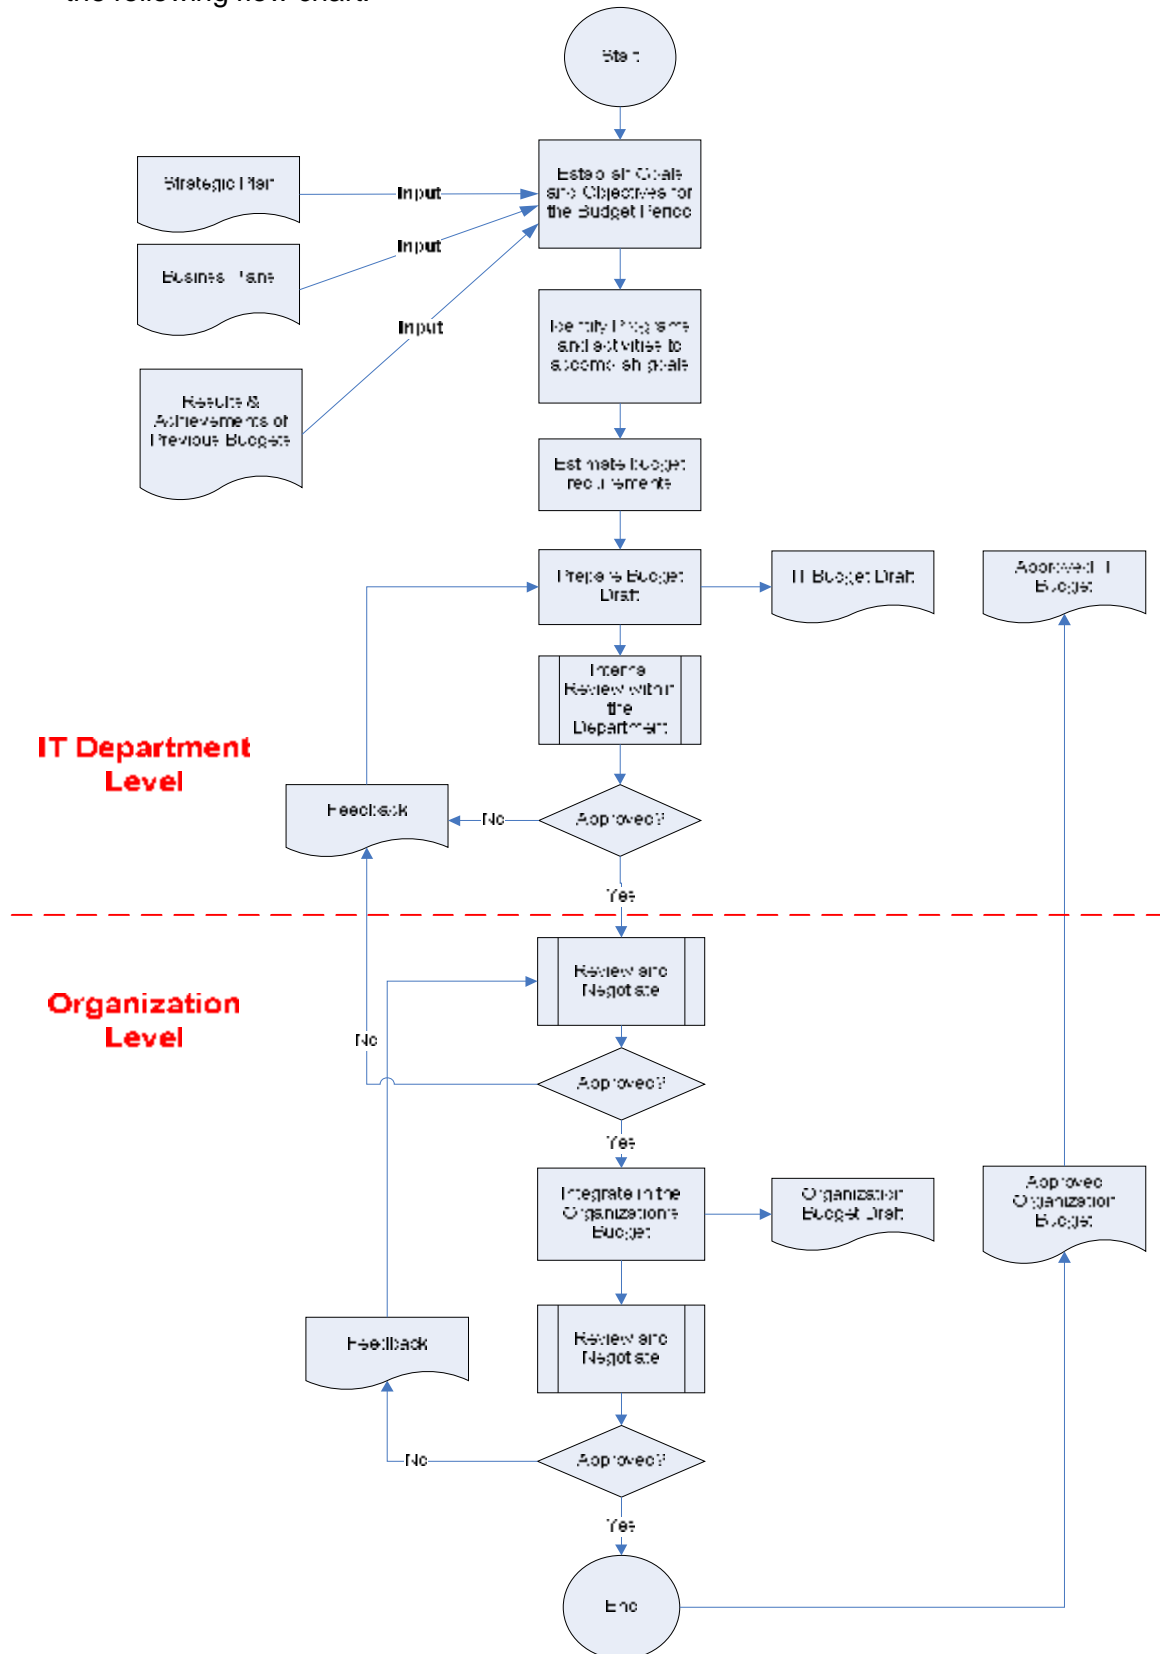 the following flow chart:
Start
Strategic Plan
Input
Establish Goals
and Objectives for
the Budget Period
Business Plans
Input
Input
Identify Programs
and activities to
accomplish goals
Results &
Achievements of
Previous Budgets
Estimate budget
requirements
Prepare Budget
Draft
IT Budget Draft
Approved IT
Budget
Internal
Review within
the
Department
IT Department
Level
Feedback
No
Approved?
Yes
Organization
Level
Review and
Negotiate
No
Approved?
Yes
Integrate in the
Organization's
Budget
Organization
Budget Draft
Approved
Organization
Budget
Feedback
Review and
Negotiate
No
Approved?
Yes
End